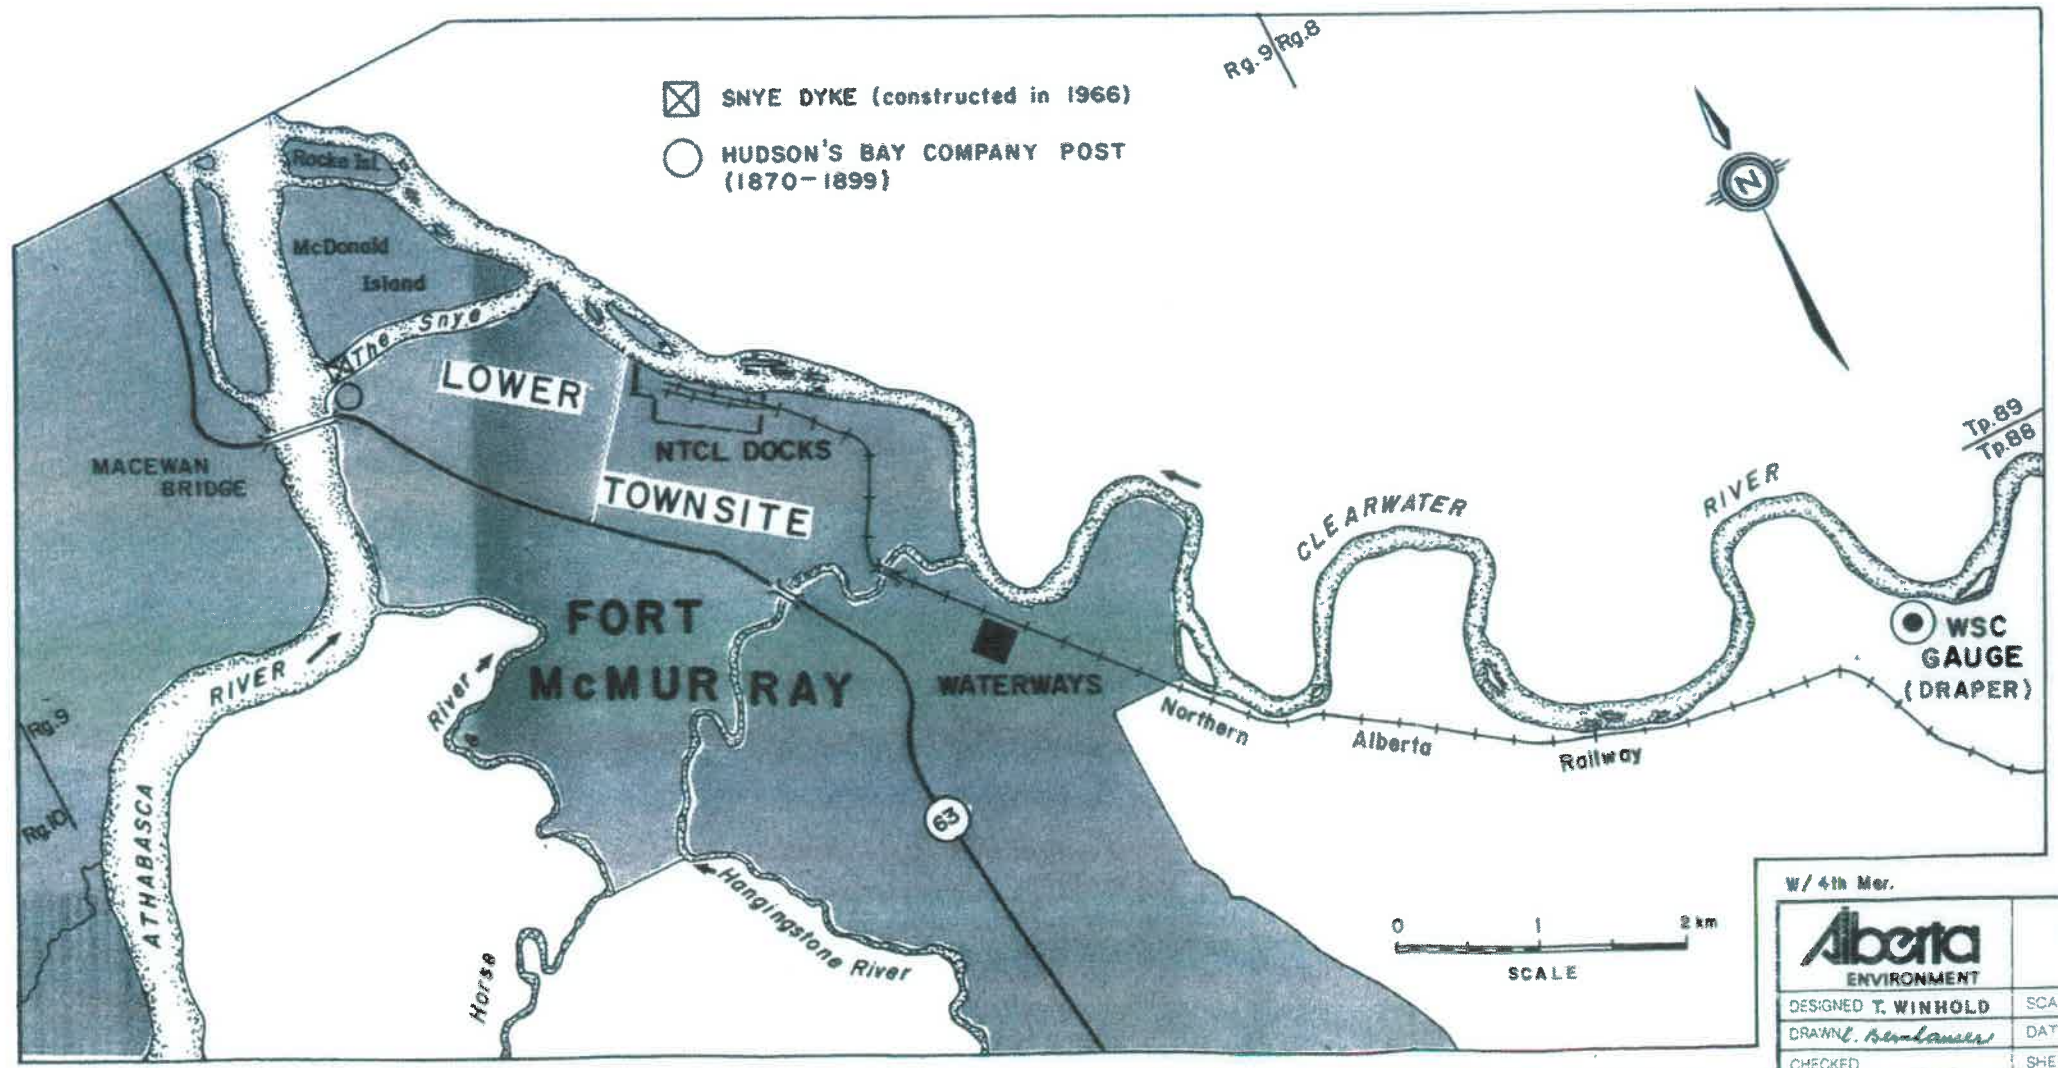 Rg.9 Rg.8
SNYE DYKE (constructed in 1966)
HUDSON'S BAY COMPANY POST
(1870-1899)
N
Rocke Isl.
McDonald
Island
The Snye
LOWER
TOWNSITE
NTCL DOCKS
MACEWAN
BRIDGE
Tp.89
Tp.88
CLEARWATER
RIVER
FORT
McMURRAY
WATERWAYS
WSC
GAUGE
(DRAPER)
ATHABASCA
RIVER
Horse
River
Hangingstone River
Northern
Alberta
Railway
63
Rg.9
Rg.10
0 1 2 km
SCALE
W/ 4th Mer.
Alberta
ENVIRONMENT
DESIGNED T. WINHOLD
SCA
DRAWN
DAT
CHECKED
SHE